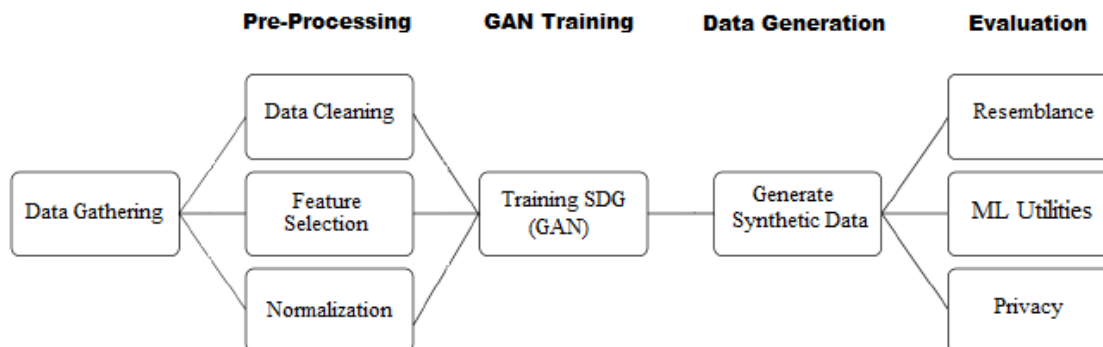 Pre-Processing
GAN Training
Data Generation
Evaluation
Data Gathering
Data Cleaning
Feature
Selection
Normalization
Training SDG
(GAN)
Generate
Synthetic Data
Resemblance
ML Utilities
Privacy